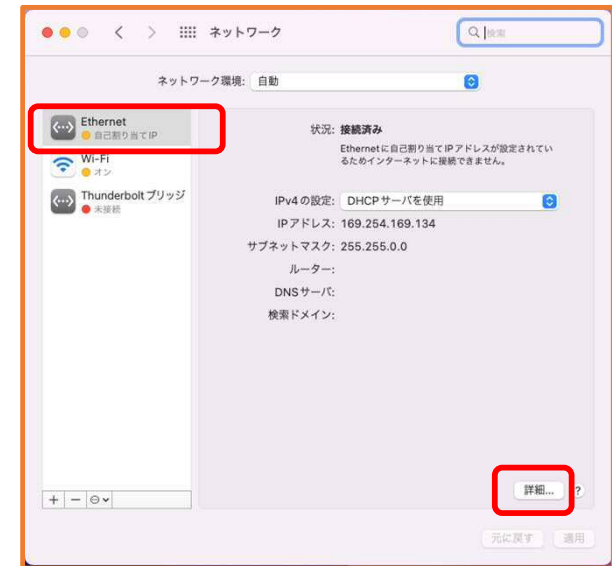 ネットワーク
検索
ネットワーク環境: 自動
Ethernet
自己割り当てIP
Wi-Fi
オン
Thunderbolt ブリッジ
未接続
状況: 接続済み
Ethernetに自己割り当てIPアドレスが設定されてい
るためインターネットに接続できません。
IPv4の設定: DHCPサーバを使用
IPアドレス: 169.254.169.134
サブネットマスク: 255.255.0.0
ルーター:
DNSサーバ:
検索ドメイン:
詳細... ?
元に戻す 適用